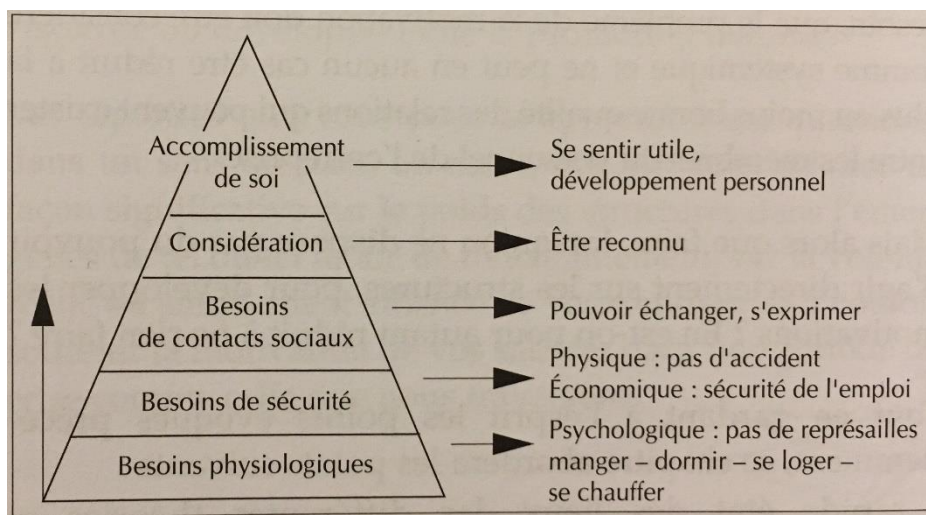 Accomplissement
de soi
Se sentir utile,
développement personnel
Considération
Être reconnu
Besoins
de contacts sociaux
Pouvoir échanger, s'exprimer
Besoins de sécurité
Physique : pas d'accident
Économique : sécurité de l'emploi
Psychologique : pas de représailles
Besoins physiologiques
manger – dormir – se loger –
se chauffer